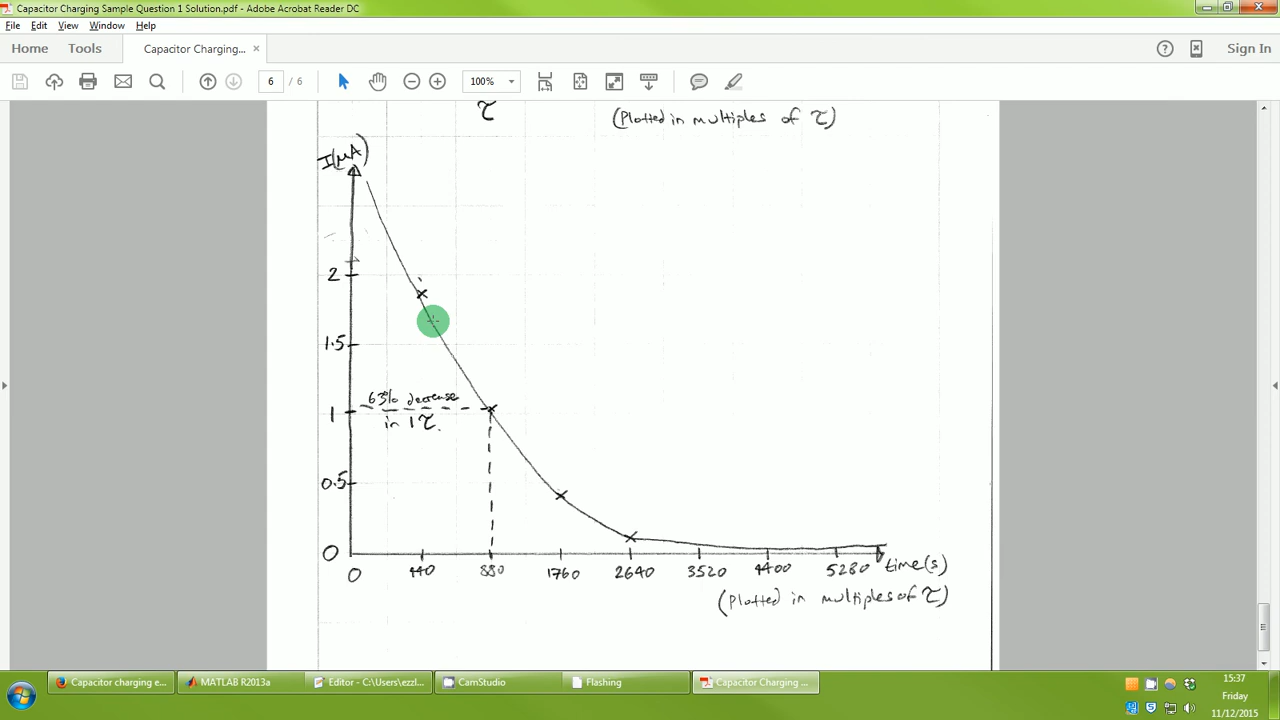 Capacitor Charging Sample Question 1 Solution.pdf - Adobe Acrobat Reader DC
File Edit View Window Help
Home Tools Capacitor Charging... × Sign In
6 / 6 100%
τ (Plotted in multiples of τ)
I(μA)
2
1.5
63% decrease
1 in 1τ.
0.5
0
0 440 880 1760 2640 3520 4400 5280 time(s)
(Plotted in multiples of τ)
Capacitor charging e... MATLAB R2013a Editor - C:\Users\ezzl... CamStudio Flashing Capacitor Charging ...
15:37
Friday
11/12/2015